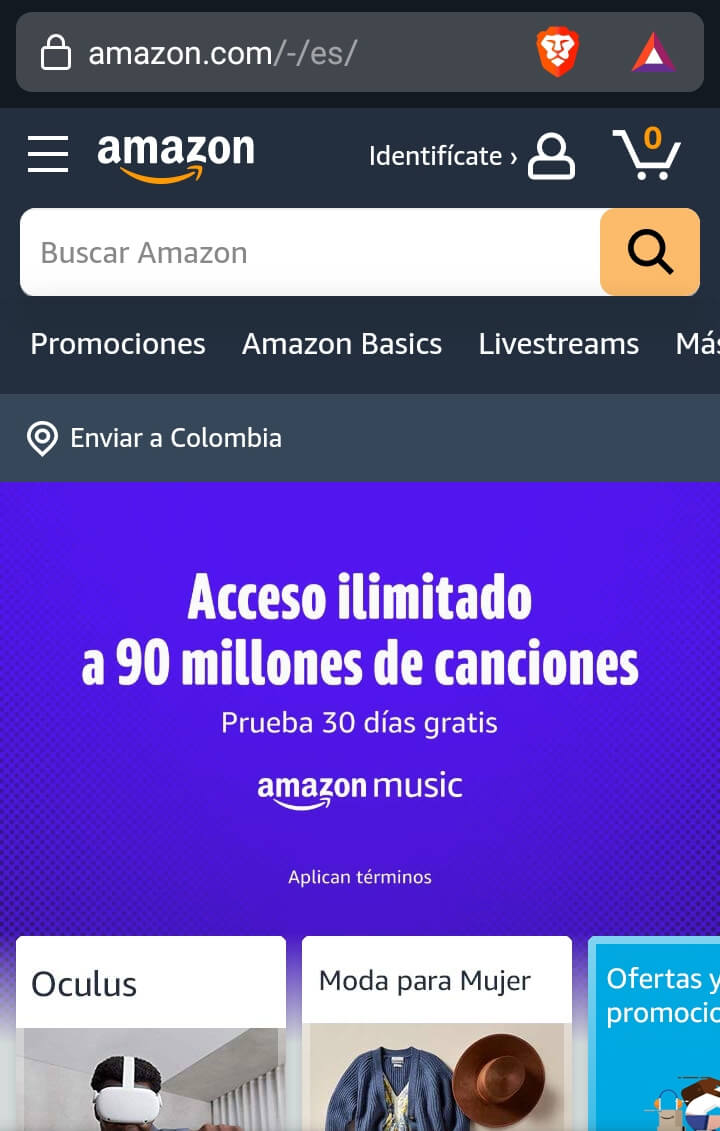 amazon.com/-/es/
amazon
Identifícate ›
0
Buscar Amazon
Promociones Amazon Basics Livestreams Más
Enviar a Colombia
Acceso ilimitado
a 90 millones de canciones
Prueba 30 días gratis
amazon music
Aplican términos
Oculus
Moda para Mujer
Ofertas y
promocio